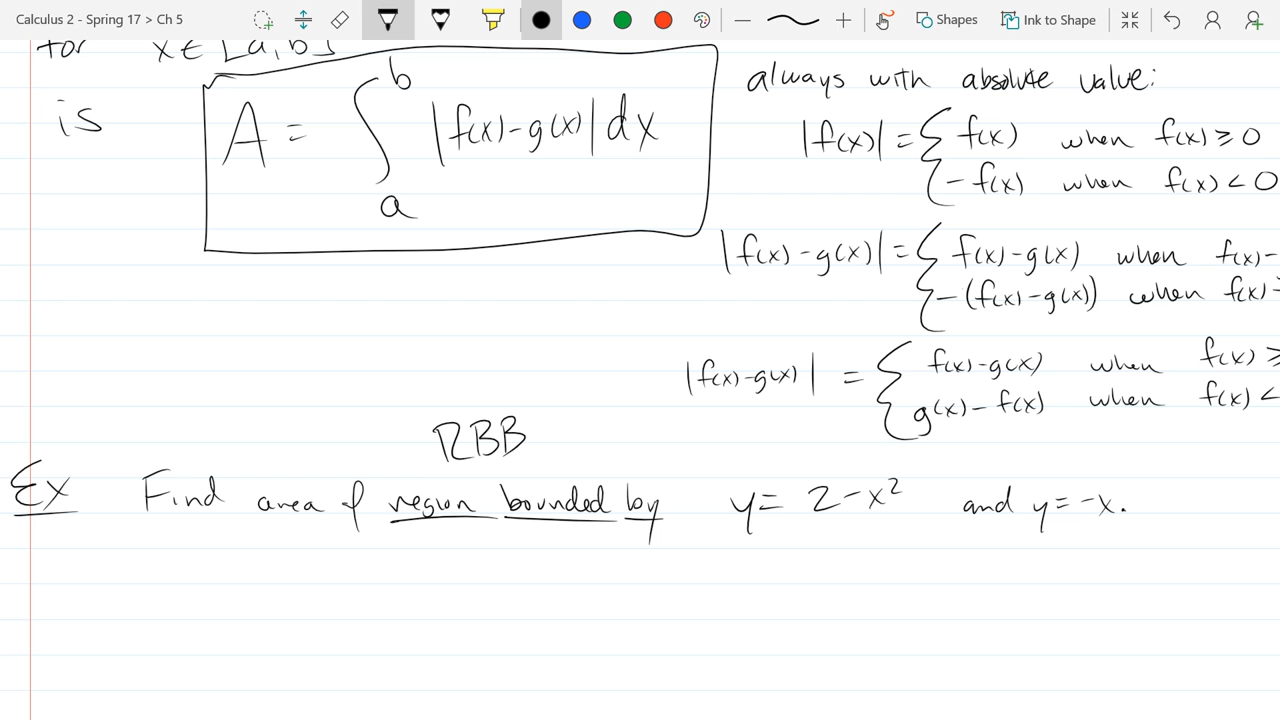 Calculus 2 - Spring 17 > Ch 5
Shapes
Ink to Shape
for x ∈ [a, b]
is
A = ∫_a^b |f(x) - g(x)| dx
always with absolute value:
|f(x)| = { f(x) when f(x) ≥ 0
{ -f(x) when f(x) < 0
|f(x) - g(x)| = { f(x) - g(x) when f(x) -
{ -(f(x) - g(x)) when f(x)
|f(x) - g(x)| = { f(x) - g(x) when f(x) ≥
{ g(x) - f(x) when f(x) <
RBB
Ex Find area of region bounded by y = 2 - x² and y = -x.